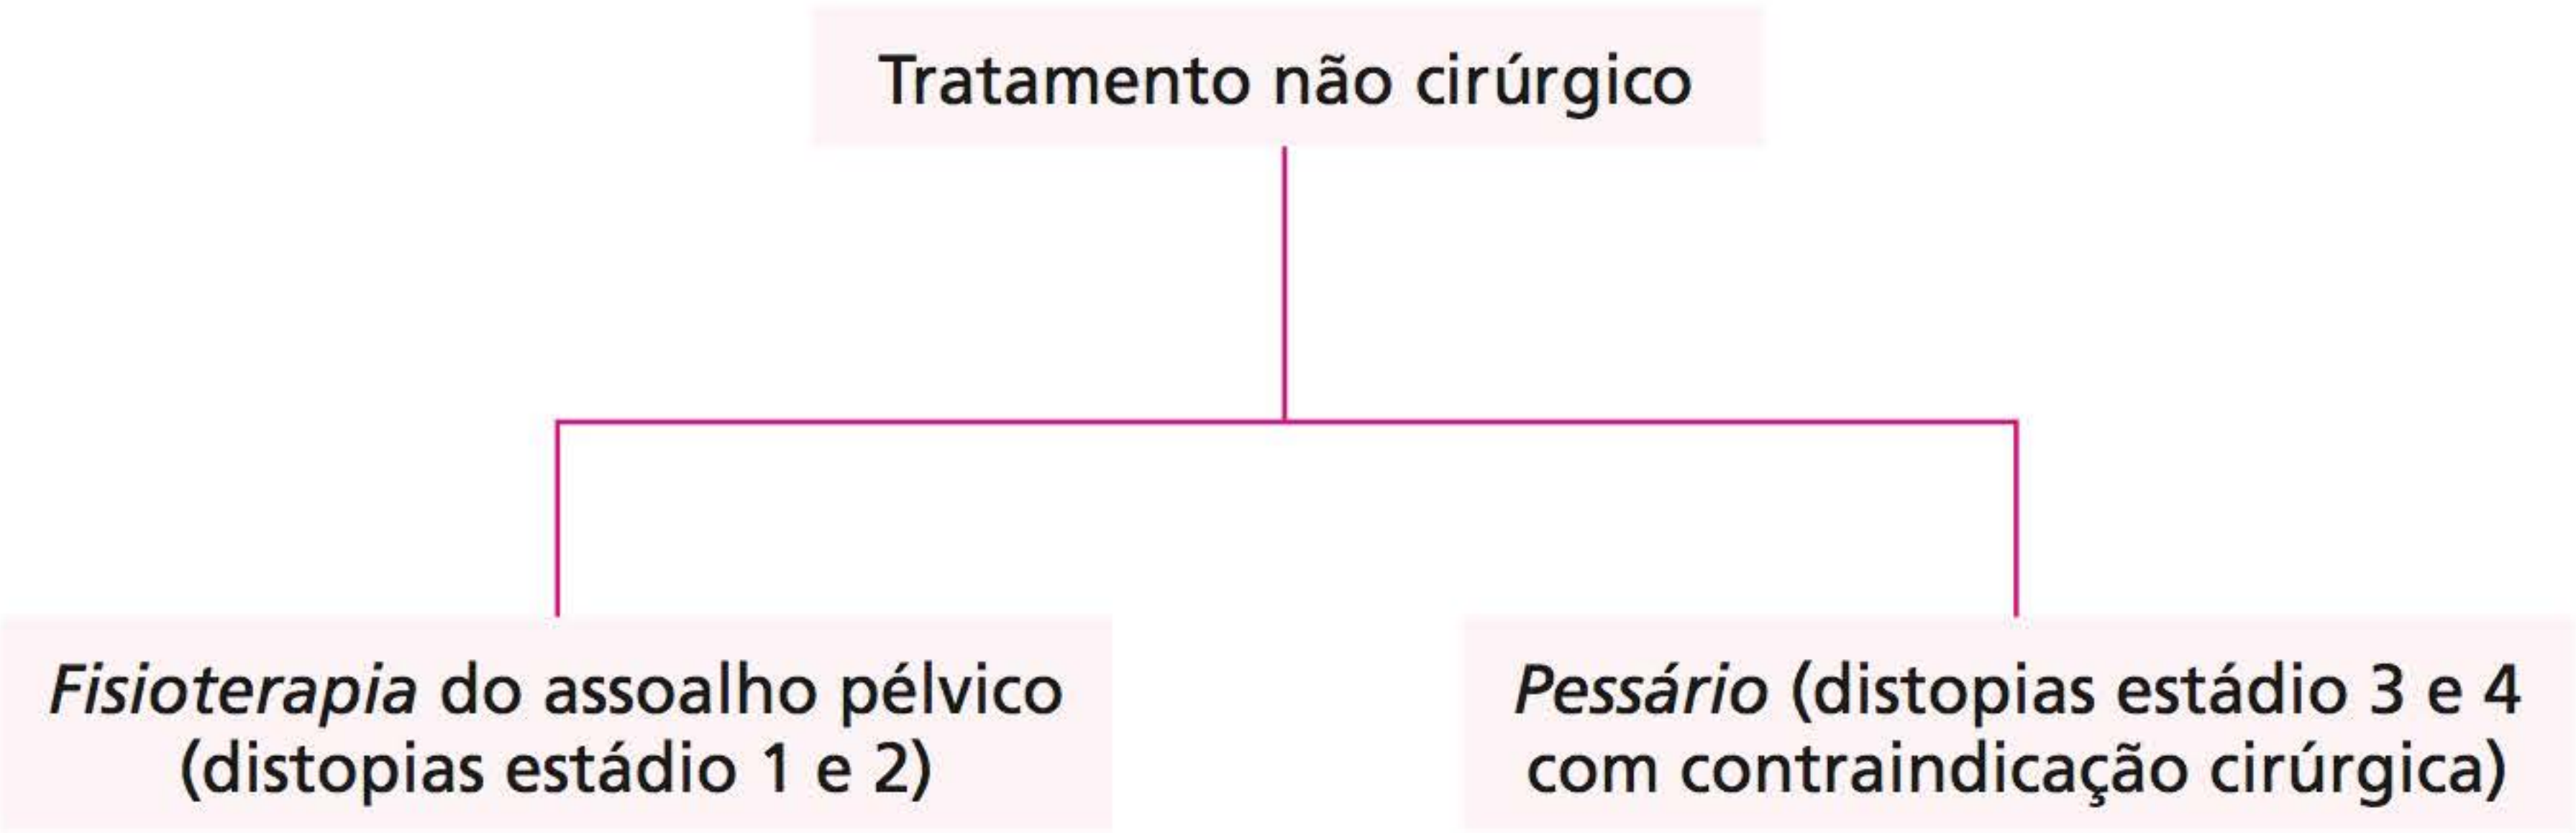 Tratamento não cirúrgico
Fisioterapia do assoalho pélvico
(distopias estádio 1 e 2)
Pessário (distopias estádio 3 e 4
com contraindicação cirúrgica)